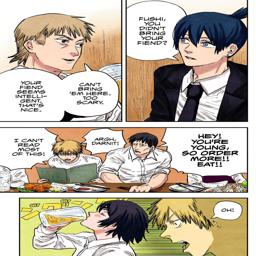 FUSHI,
YOU
DIDN'T
BRING
YOUR
FIEND?
CAN'T
BRING
'EM HERE.
TOO
SCARY.
YOUR
FIEND
SEEMS
INTELLI-
GENT,
THAT'S
NICE.
HEY!
YOU'RE
YOUNG,
SO ORDER
MORE!!
EAT!!
ARGH,
DARNIT!
I CAN'T
READ
MOST
OF THIS!
OH!